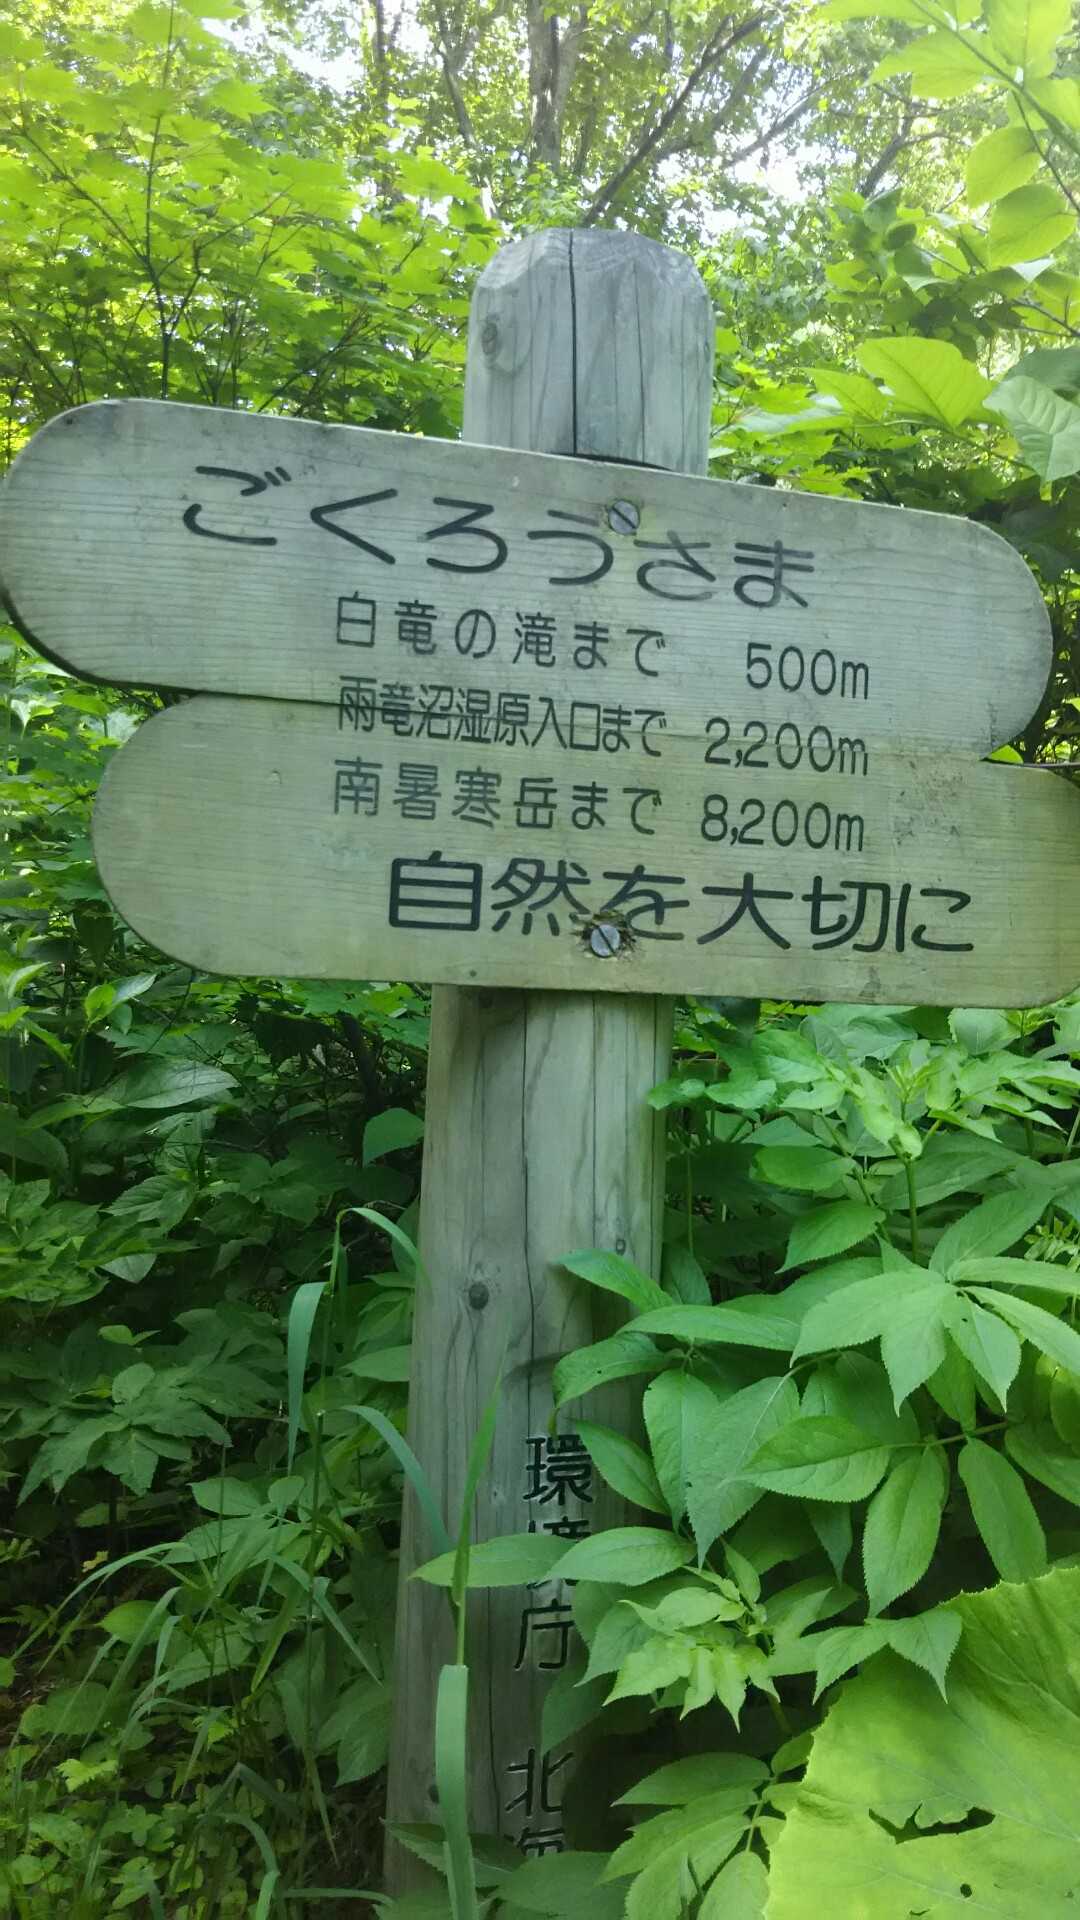 ごくろうさま
白竜の滝まで 500m
雨竜沼湿原入口まで 2,200m
南暑寒岳まで 8,200m
自然を大切に
環境庁 北海